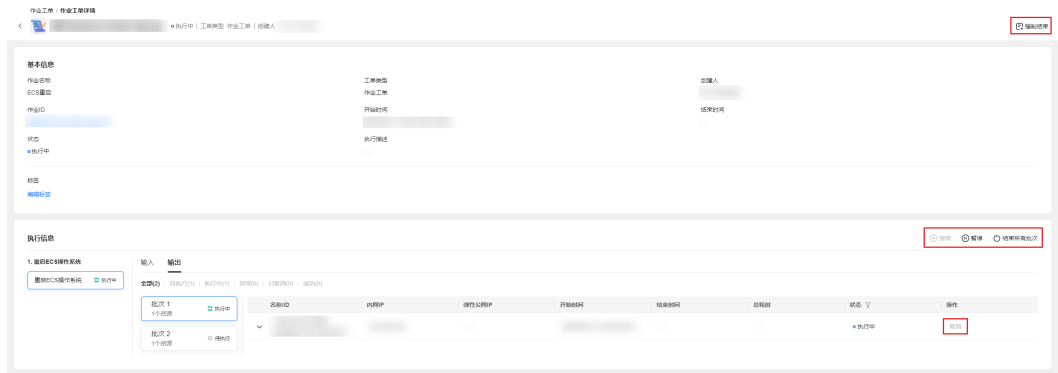 作业工单 / 作业工单详情
执行中 | 工单类型 作业工单 | 创建人
强制结束
基本信息
作业名称 工单类型 创建人
ECS重启 作业工单
作业ID 开始时间 结束时间
状态 执行描述
执行中
标签
编辑标签
执行信息
继续 暂停 结束所有批次
1. 重启ECS操作系统 输入 输出
重启ECS操作系统 执行中
全部(2) | 待执行(1) | 执行中(1) | 异常(0) | 已取消(0) | 成功(0)
批次 1 执行中
1个资源
批次 2 待执行
1个资源
名称/ID 内网IP 弹性公网IP 开始时间 结束时间 总耗时 状态 操作
执行中 取消